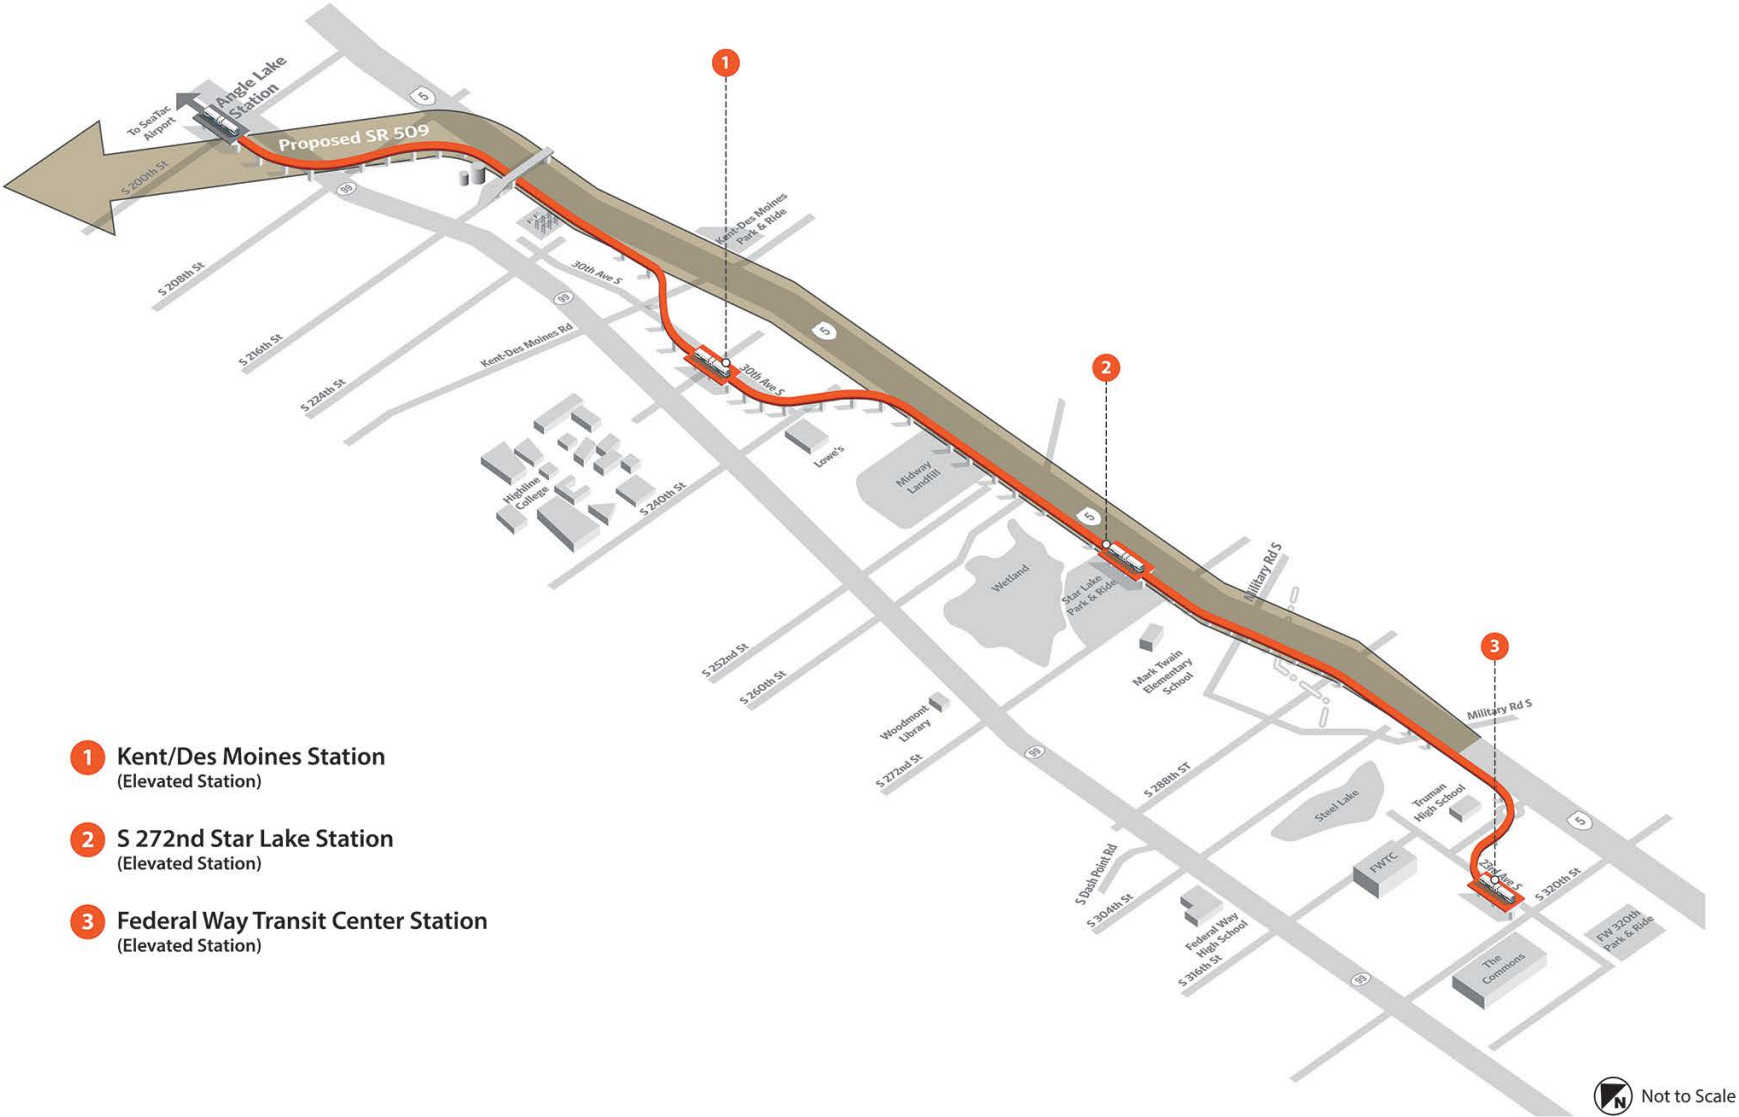 1
5
Angle Lake
Station
To SeaTac
Airport
Proposed SR 509
S 200th St
99
Kent-Des Moines
Park & Ride
S 208th St
30th Ave S
99
S 216th St
Kent-Des Moines Rd
5
2
30th Ave S
S 224th St
Lowe's
Midway
Landfill
Highline
College
S 240th St
5
Wetland
Star Lake
Park & Ride
Military Rd S
3
S 252nd St
Mark Twain
Elementary
School
S 260th St
Woodmont
Library
Military Rd S
99
S 272nd St
S 288th ST
Steel Lake
Truman
High School
5
S Dash Point Rd
FWTC
23rd Ave S
S 320th St
S 304th St
Federal Way
High School
FW 320th
Park & Ride
S 316th St
The
Commons
99
1 Kent/Des Moines Station
(Elevated Station)
2 S 272nd Star Lake Station
(Elevated Station)
3 Federal Way Transit Center Station
(Elevated Station)
N Not to Scale